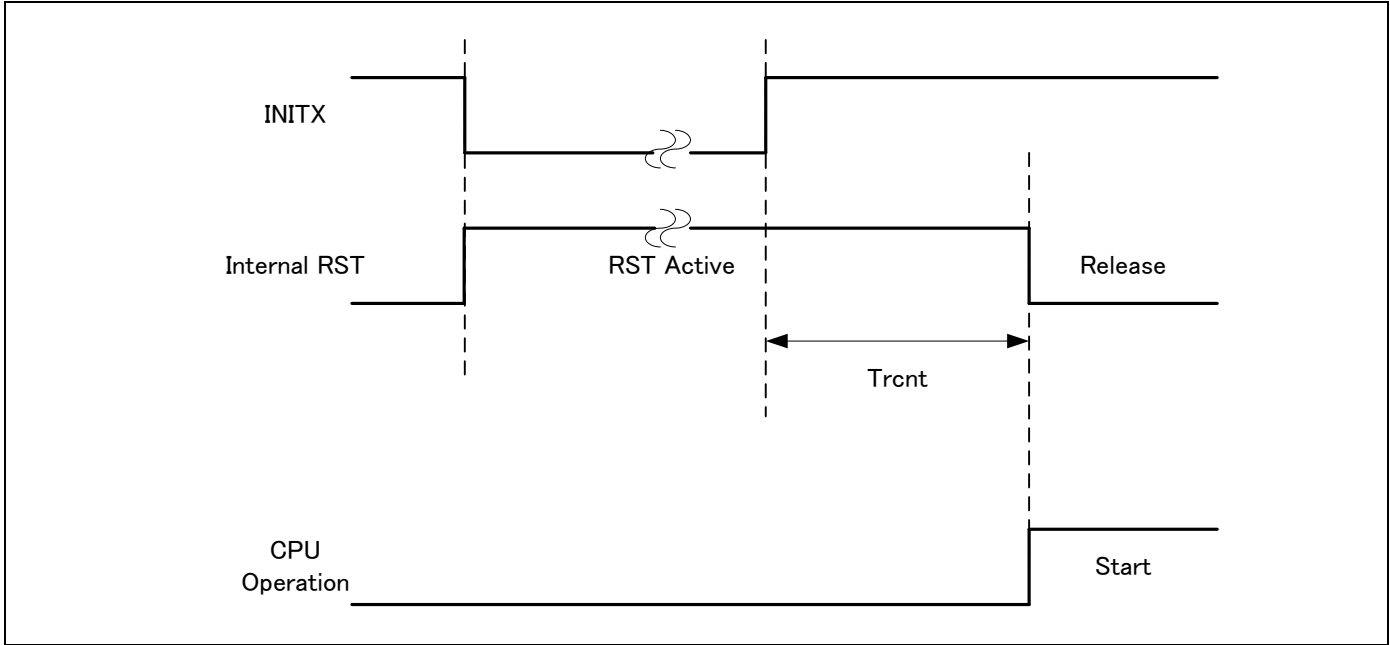 INITX
Internal RST
RST Active
Release
Trcnt
CPU
Operation
Start